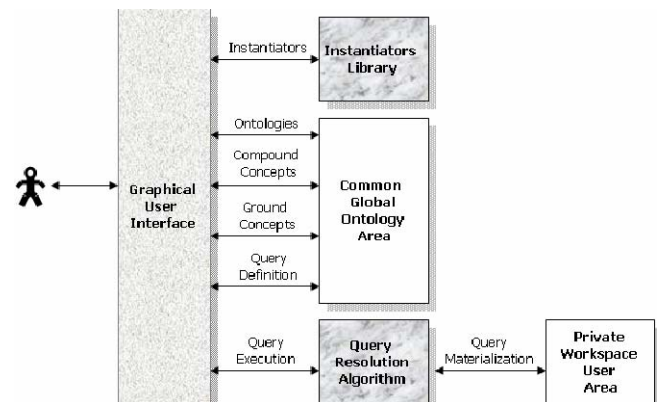 Instantiators
Instantiators
Library
Ontologies
Compound
Concepts
Graphical
User
Interface
Common
Global
Ontology
Area
Ground
Concepts
Query
Definition
Query
Execution
Query
Resolution
Algorithm
Query
Materialization
Private
Workspace
User
Area